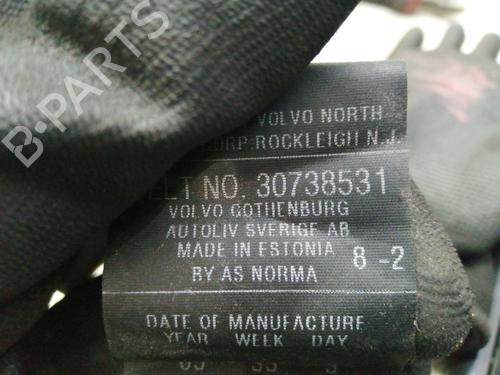 VOLVO NORTH
CORP: ROCKLEIGH N.J.
BELT NO. 30738531
VOLVO GOTHENBURG
AUTOLIV SVERIGE AB
MADE IN ESTONIA
8-2
BY AS NORMA
DATE OF MANUFACTURE
YEAR WEEK DAY
B-PARTS